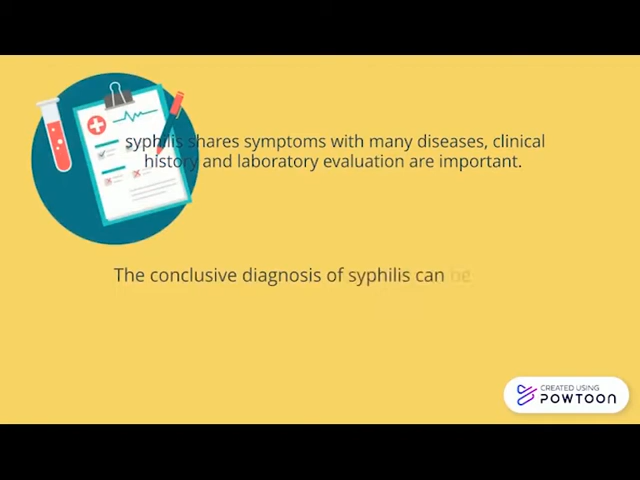 syphilis shares symptoms with many diseases, clinical
history and laboratory evaluation are important.
The conclusive diagnosis of syphilis can be
CREATED USING
POWTOON